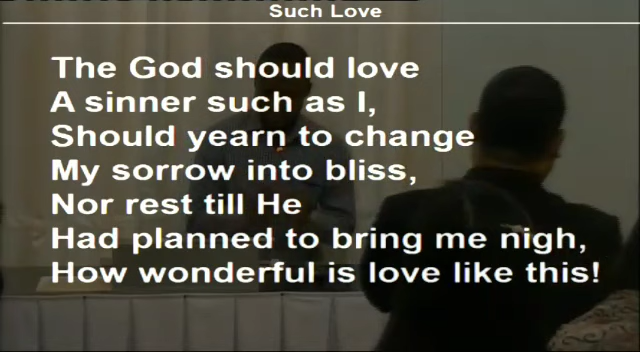 Such Love
The God should love
A sinner such as I,
Should yearn to change
My sorrow into bliss,
Nor rest till He
Had planned to bring me nigh,
How wonderful is love like this!